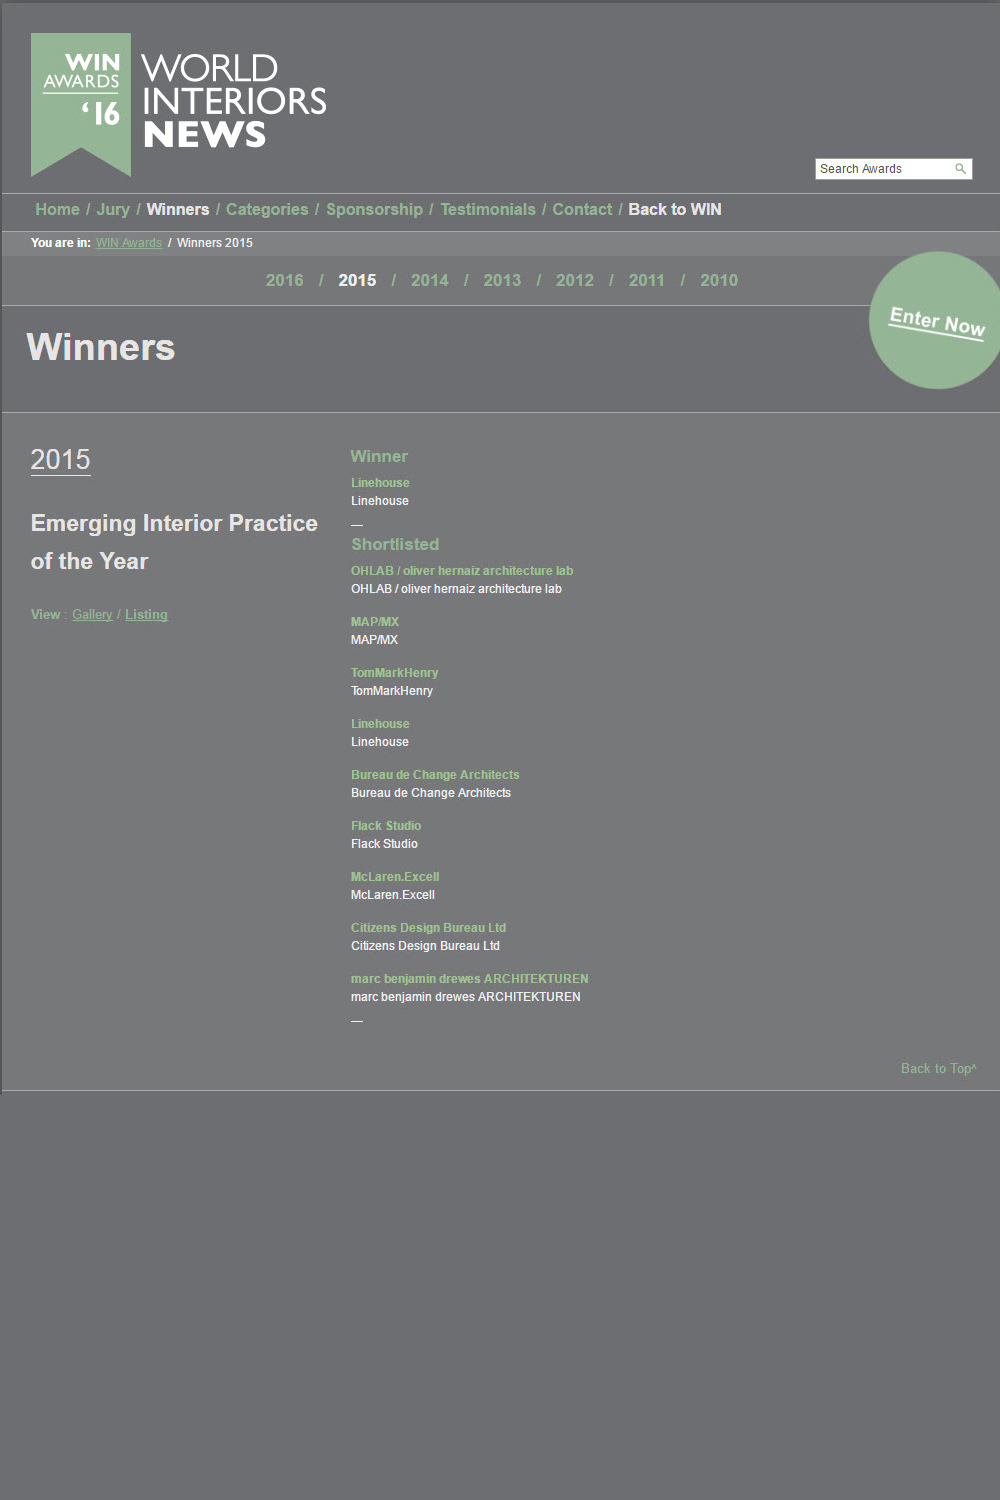 WIN
AWARDS
‘16
WORLD
INTERIORS
NEWS
Search Awards
Home / Jury / Winners / Categories / Sponsorship / Testimonials / Contact / Back to WIN
You are in: WIN Awards / Winners 2015
2016 / 2015 / 2014 / 2013 / 2012 / 2011 / 2010
Enter Now
Winners
2015
Emerging Interior Practice
of the Year
View : Gallery / Listing
Winner
Linehouse
Linehouse
—
Shortlisted
OHLAB / oliver hernaiz architecture lab
OHLAB / oliver hernaiz architecture lab
MAP/MX
MAP/MX
TomMarkHenry
TomMarkHenry
Linehouse
Linehouse
Bureau de Change Architects
Bureau de Change Architects
Flack Studio
Flack Studio
McLaren.Excell
McLaren.Excell
Citizens Design Bureau Ltd
Citizens Design Bureau Ltd
marc benjamin drewes ARCHITEKTUREN
marc benjamin drewes ARCHITEKTUREN
—
Back to Top^